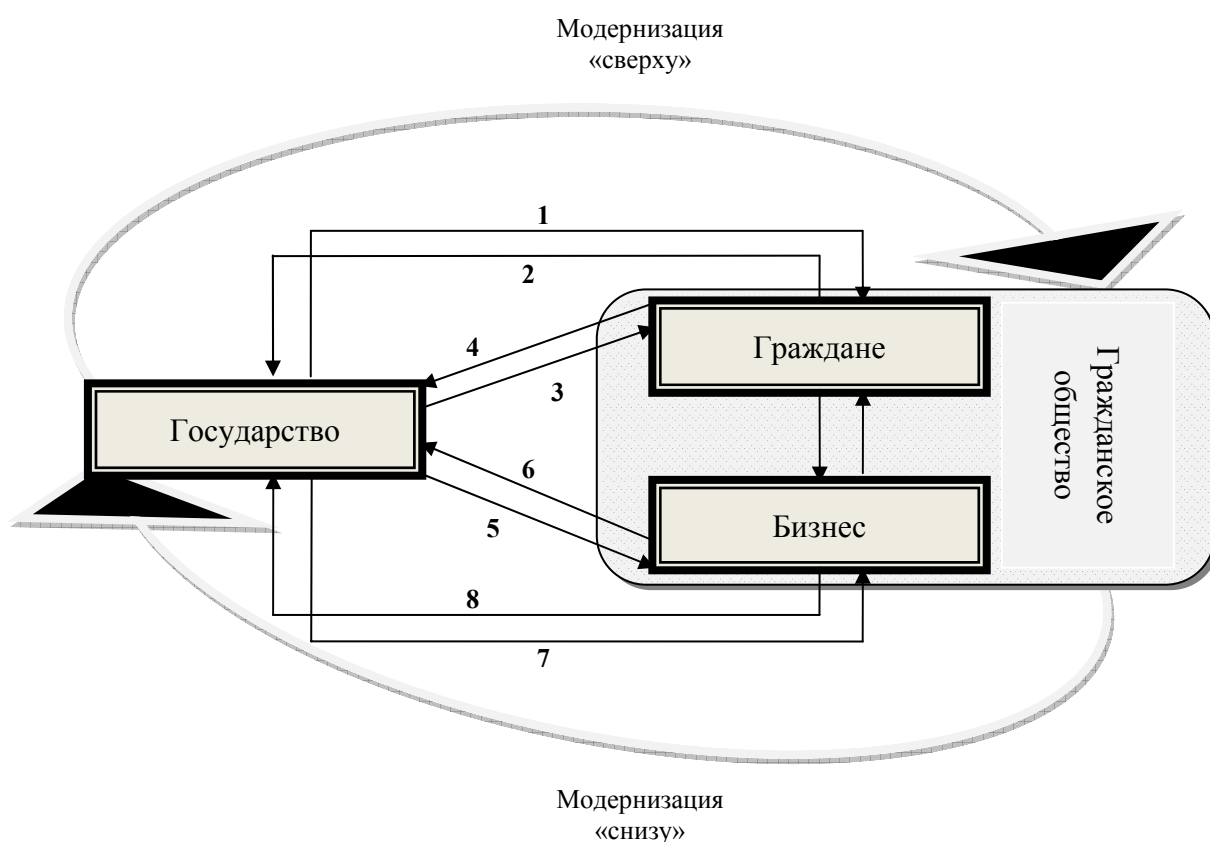 Модернизация
«сверху»
1
2
4
3
Граждане
Гражданское
общество
Государство
6
5
Бизнес
8
7
Модернизация
«снизу»